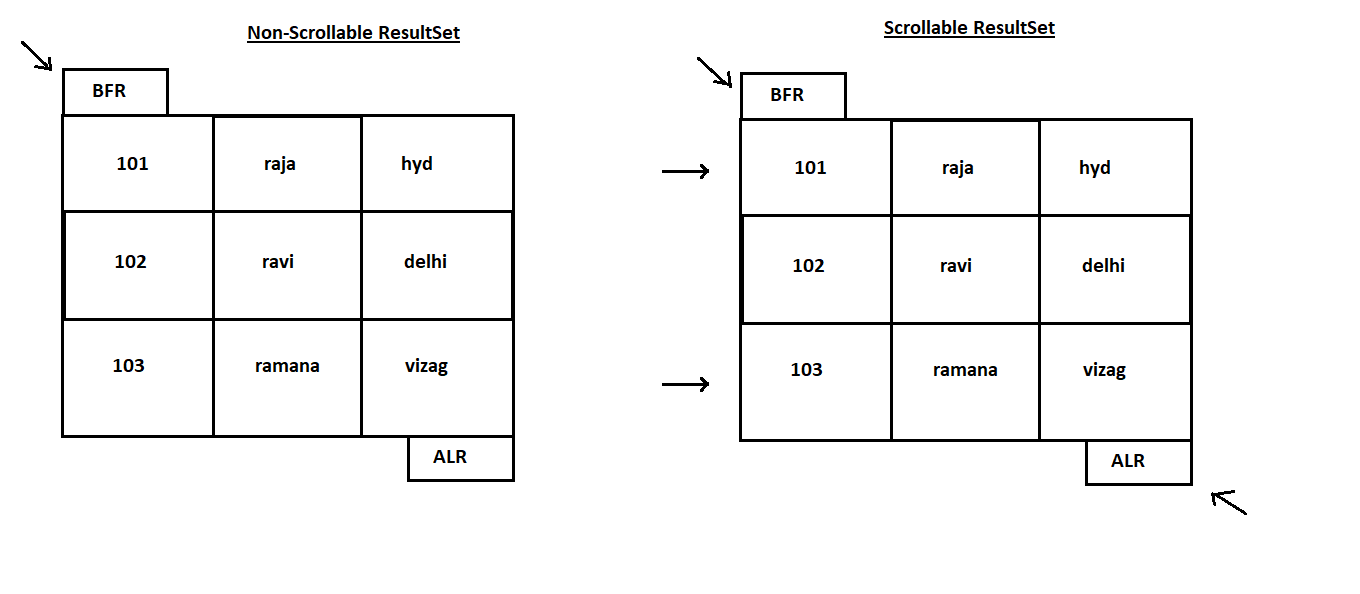 Non-Scrollable ResultSet
BFR
101 raja hyd
102 ravi delhi
103 ramana vizag
ALR
Scrollable ResultSet
BFR
101 raja hyd
102 ravi delhi
103 ramana vizag
ALR